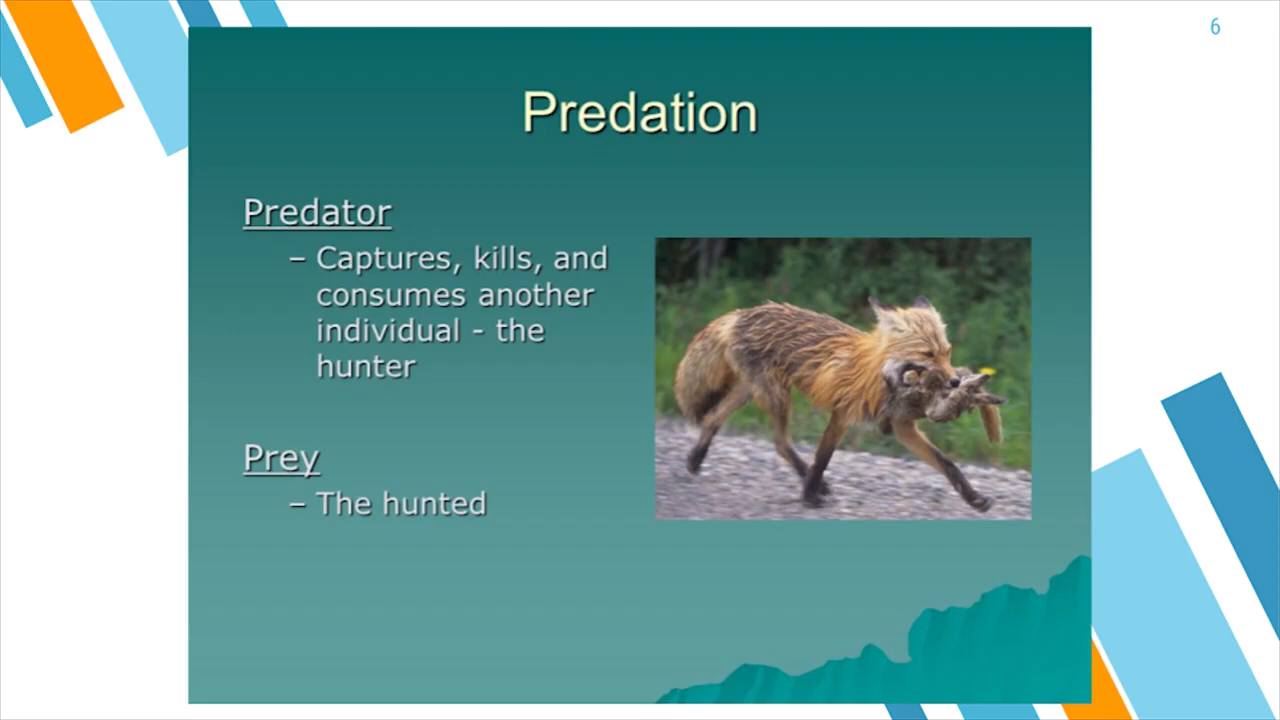 6
Predation
Predator
– Captures, kills, and
consumes another
individual - the
hunter
Prey
– The hunted